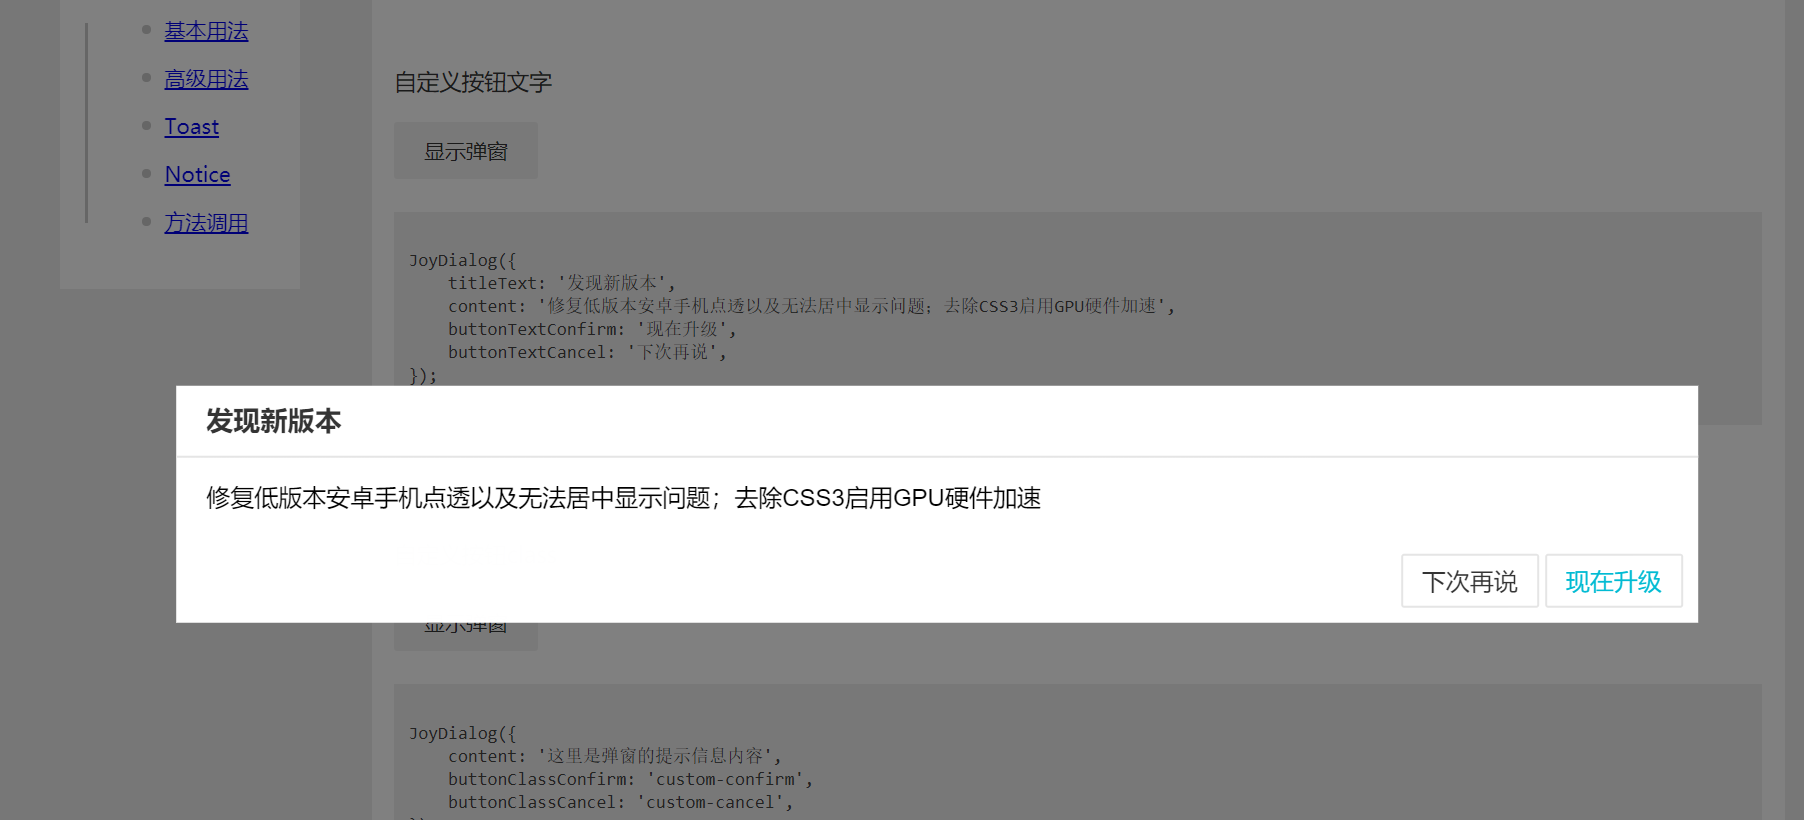 基本用法
高级用法
Toast
Notice
方法调用
自定义按钮文字
显示弹窗
JoyDialog({
    titleText: '发现新版本',
    content: '修复低版本安卓手机点透以及无法居中显示问题；去除CSS3启用GPU硬件加速',
    buttonTextConfirm: '现在升级',
    buttonTextCancel: '下次再说',
});
发现新版本
修复低版本安卓手机点透以及无法居中显示问题；去除CSS3启用GPU硬件加速
下次再说 现在升级
显示弹窗
JoyDialog({
    content: '这里是弹窗的提示信息内容',
    buttonClassConfirm: 'custom-confirm',
    buttonClassCancel: 'custom-cancel',